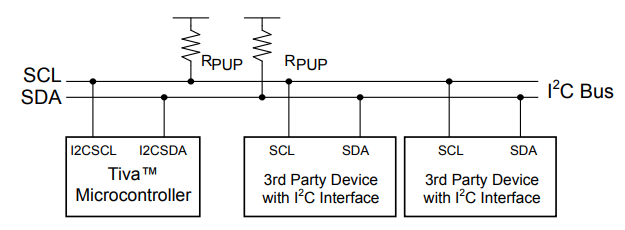 RPUP RPUP
SCL
SDA
I²C Bus
I2CSCL I2CSDA
Tiva™
Microcontroller
SCL SDA
3rd Party Device
with I²C Interface
SCL SDA
3rd Party Device
with I²C Interface